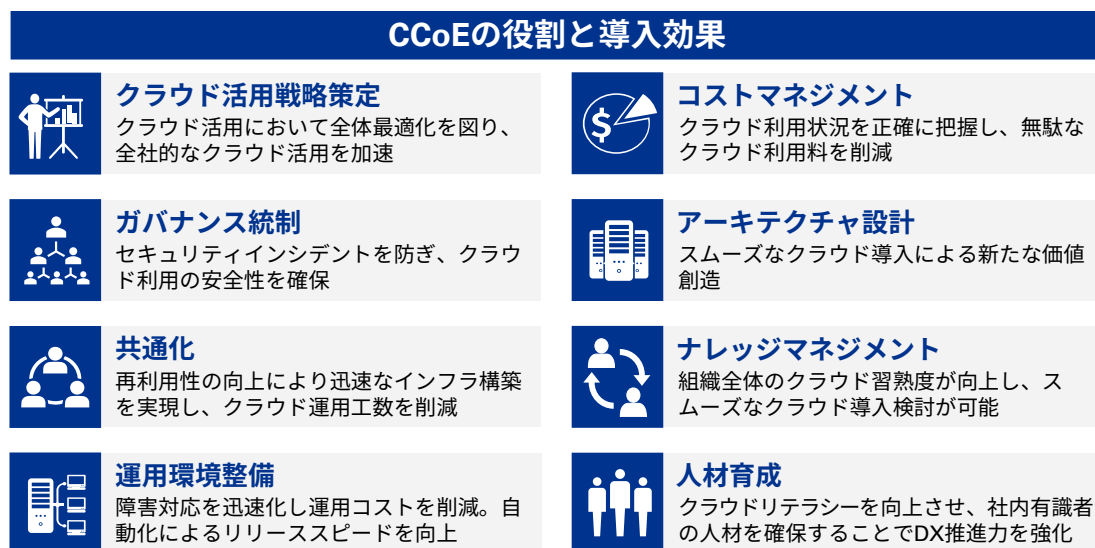 CCoEの役割と導入効果
クラウド活用戦略策定
クラウド活用において全体最適化を図り、
全社的なクラウド活用を加速
コストマネジメント
クラウド利用状況を正確に把握し、無駄な
クラウド利用料を削減
ガバナンス統制
セキュリティインシデントを防ぎ、クラウ
ド利用の安全性を確保
アーキテクチャ設計
スムーズなクラウド導入による新たな価値
創造
共通化
再利用性の向上により迅速なインフラ構築
を実現し、クラウド運用工数を削減
ナレッジマネジメント
組織全体のクラウド習熟度が向上し、ス
ムーズなクラウド導入検討が可能
運用環境整備
障害対応を迅速化し運用コストを削減。自
動化によるリリーススピードを向上
人材育成
クラウドリテラシーを向上させ、社内有識者
の人材を確保することでDX推進力を強化